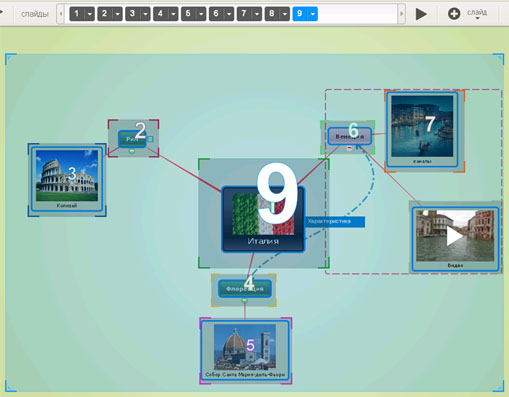 слайды 1 2 3 4 5 6 7 8 9 слайд
2
Рим
6
Венеция
7
каналы
3
Колизей
9
Италия
Характеристика
Видео
4
Флоренция
5
Собор Санта-Мария-дель-Фьоре